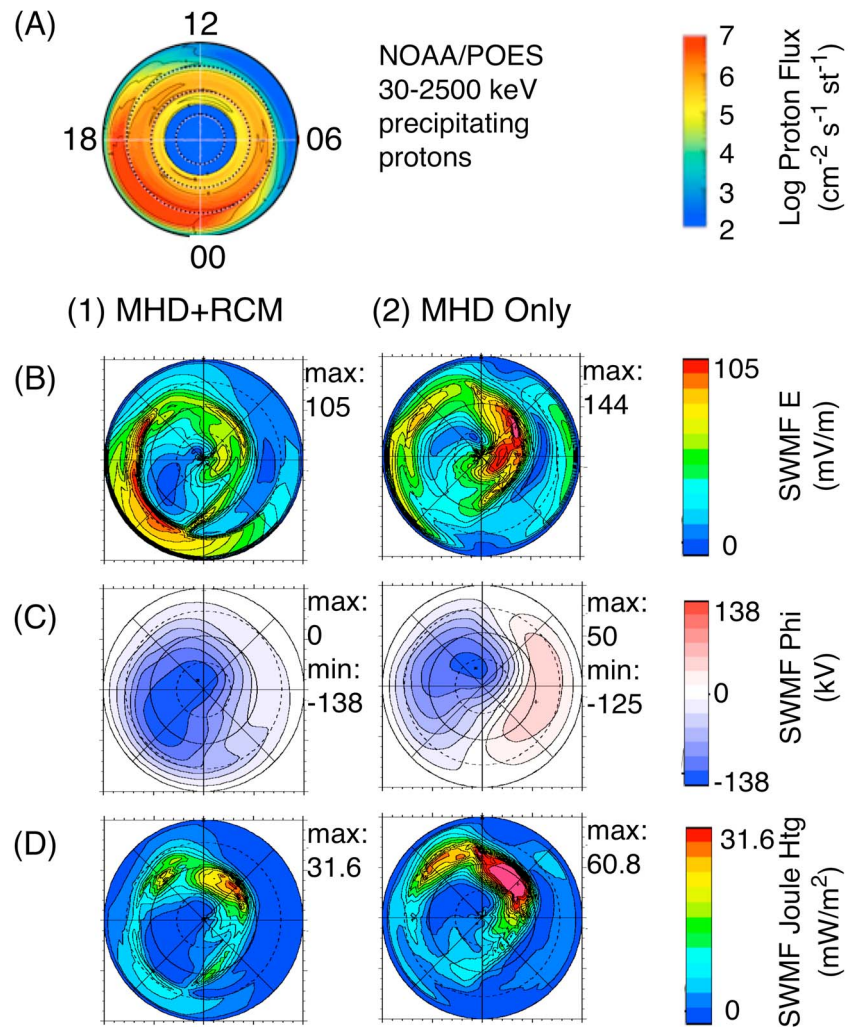 (A)
12
18
06
00
NOAA/POES
30-2500 keV
precipitating
protons
7
6
5
4
3
2
Log Proton Flux
(cm⁻² s⁻¹ st⁻¹)
(1) MHD+RCM
(2) MHD Only
(B)
max:
105
max:
144
105
0
SWMF E
(mV/m)
(C)
max:
0
min:
-138
max:
50
min:
-125
138
0
-138
SWMF Phi
(kV)
(D)
max:
31.6
max:
60.8
31.6
0
SWMF Joule Htg
(mW/m²)